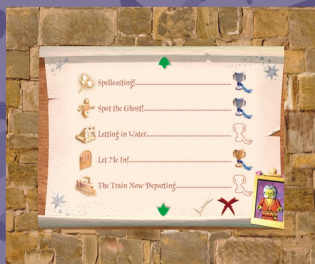 Spellcasting!
Spot the Ghost!
Letting in Water
Let Me In!
The Train Now Departing